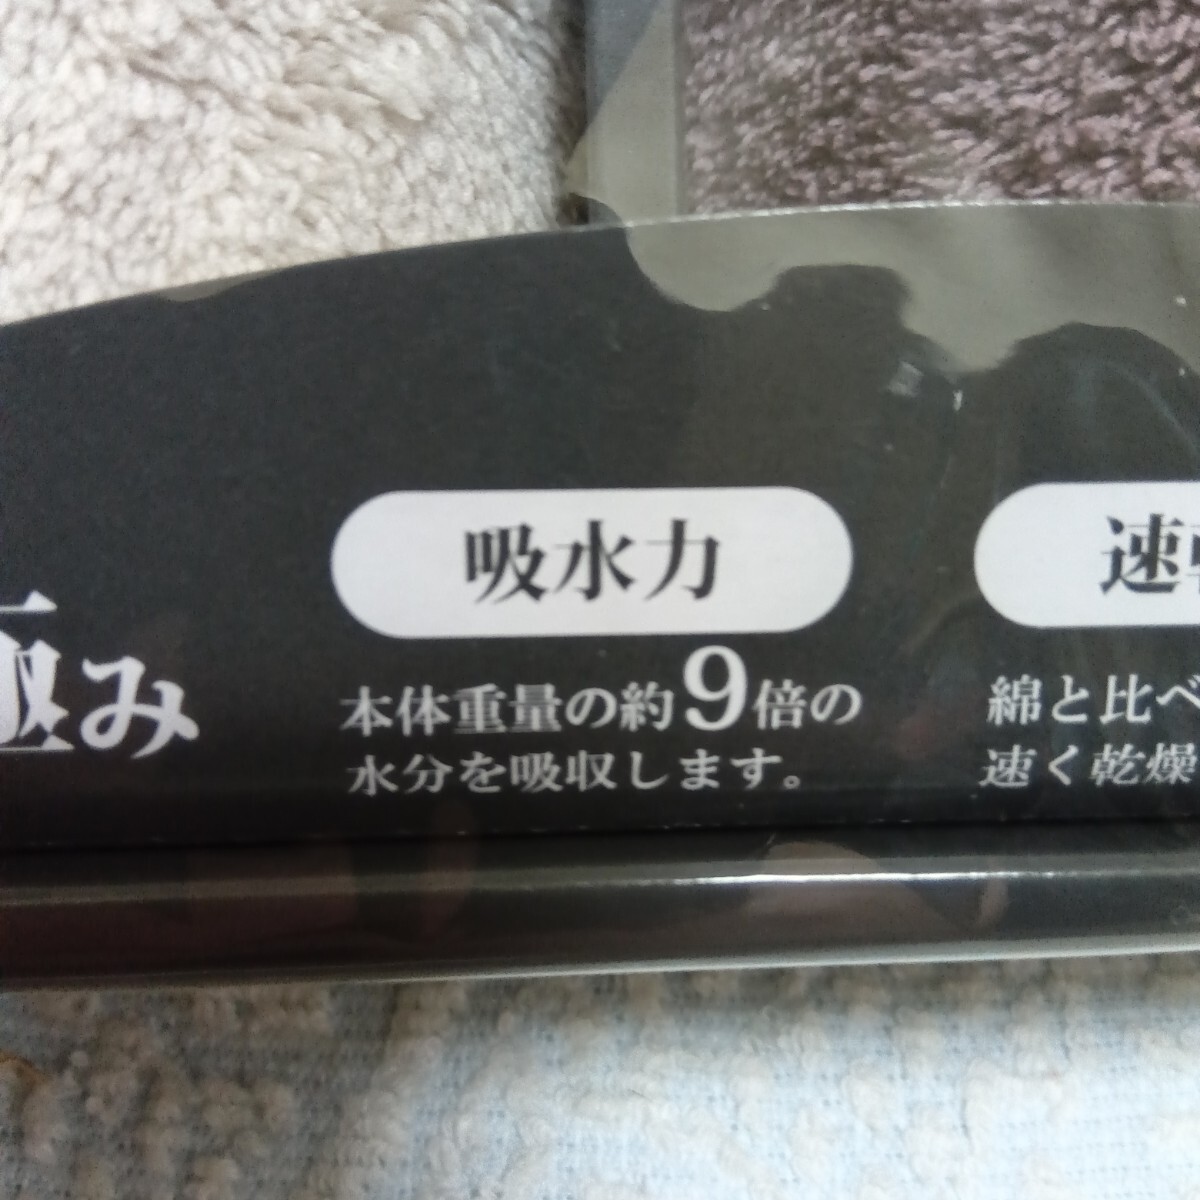 極み
吸水力
本体重量の約9倍の
水分を吸収します。
速
綿と比べ
速く乾燥